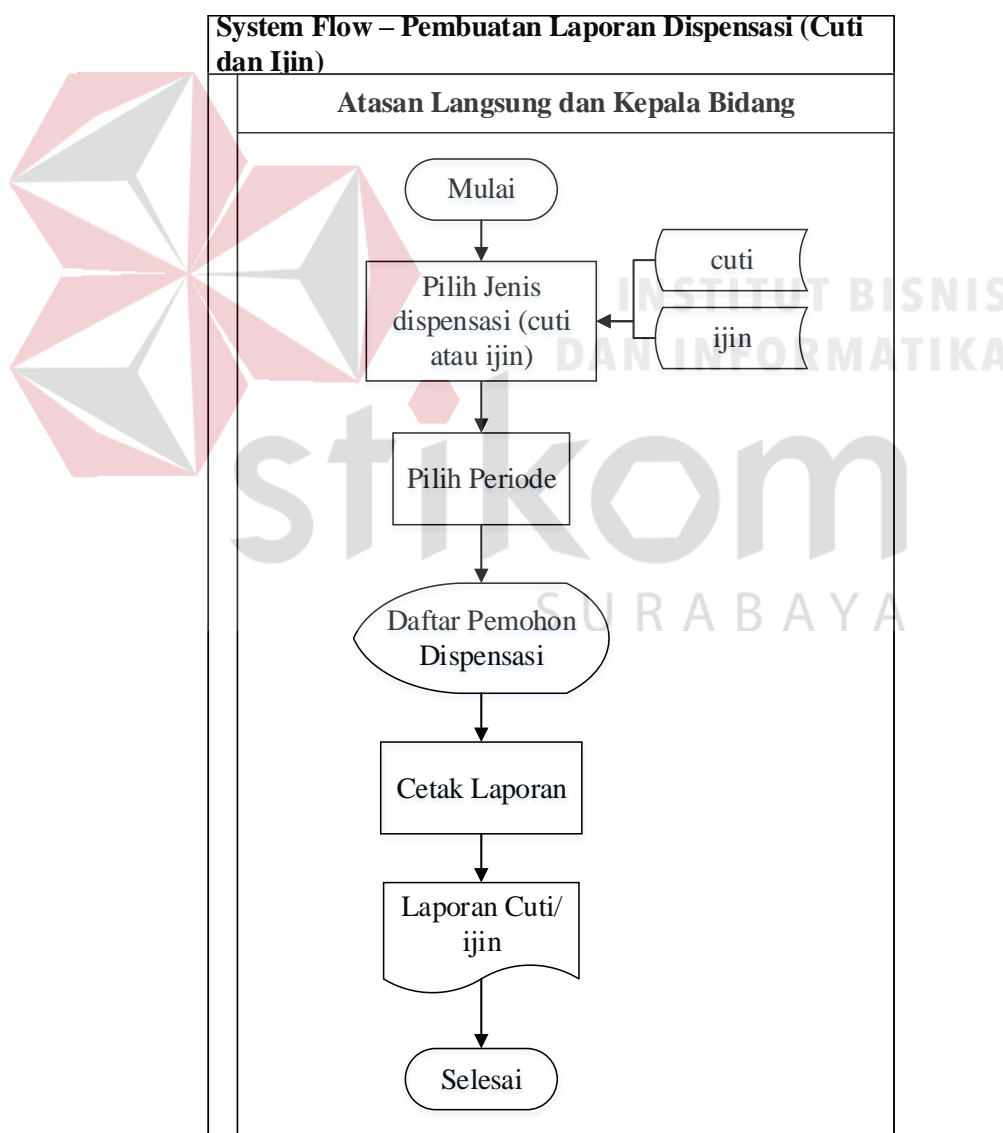 System Flow – Pembuatan Laporan Dispensasi (Cuti
dan Ijin)
Atasan Langsung dan Kepala Bidang
Mulai
Pilih Jenis
dispensasi (cuti
atau ijin)
cuti
ijin
INSTITUT BISNIS
DAN INFORMATIKA
Pilih Periode
stikom
SURABAYA
Daftar Pemohon
Dispensasi
Cetak Laporan
Laporan Cuti/
ijin
Selesai